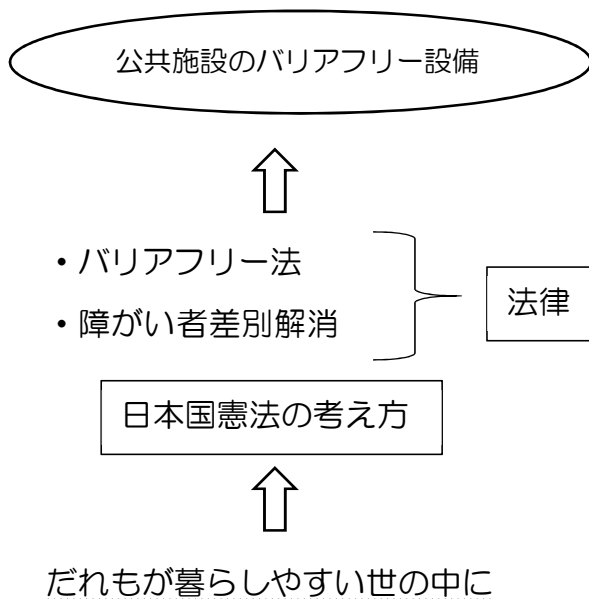 公共施設のバリアフリー設備
・バリアフリー法
・障がい者差別解消
法律
日本国憲法の考え方
だれもが暮らしやすい世の中に